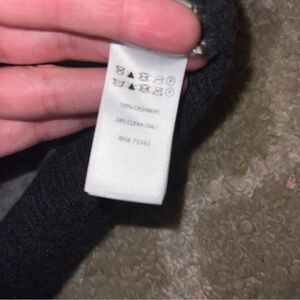 100% CASHMERE
DRY CLEAN ONLY
RN# 75343